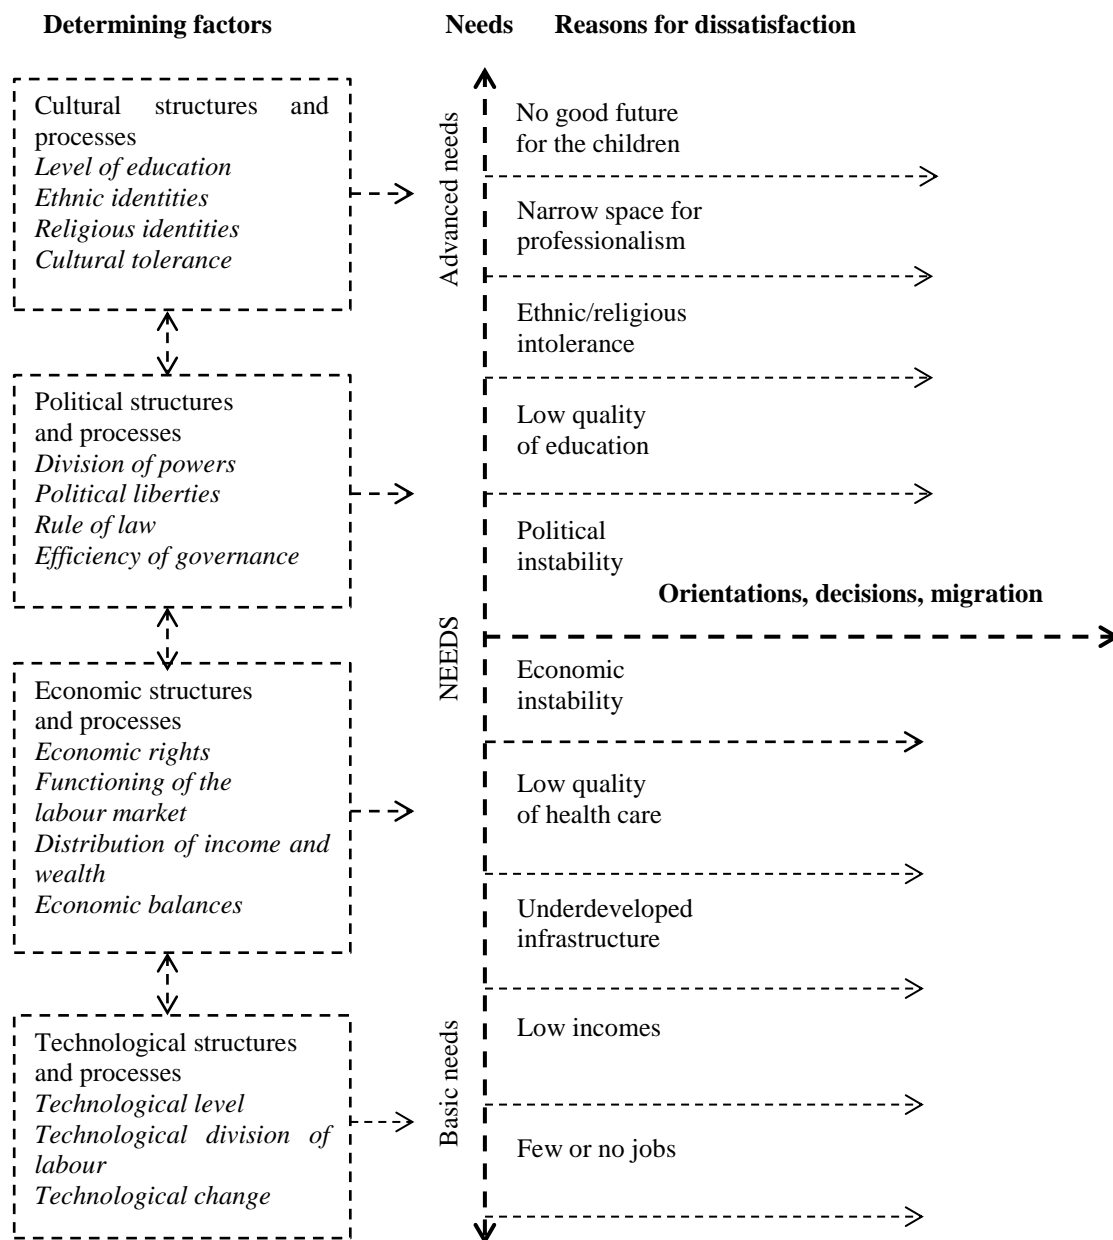 Determining factors
Cultural structures and
processes
Level of education
Ethnic identities
Religious identities
Cultural tolerance
Political structures
and processes
Division of powers
Political liberties
Rule of law
Efficiency of governance
Economic structures
and processes
Economic rights
Functioning of the
labour market
Distribution of income and
wealth
Economic balances
Technological structures
and processes
Technological level
Technological division of
labour
Technological change
Needs
Advanced needs
NEEDS
Basic needs
Reasons for dissatisfaction
No good future
for the children
Narrow space for
professionalism
Ethnic/religious
intolerance
Low quality
of education
Political
instability
Orientations, decisions, migration
Economic
instability
Low quality
of health care
Underdeveloped
infrastructure
Low incomes
Few or no jobs